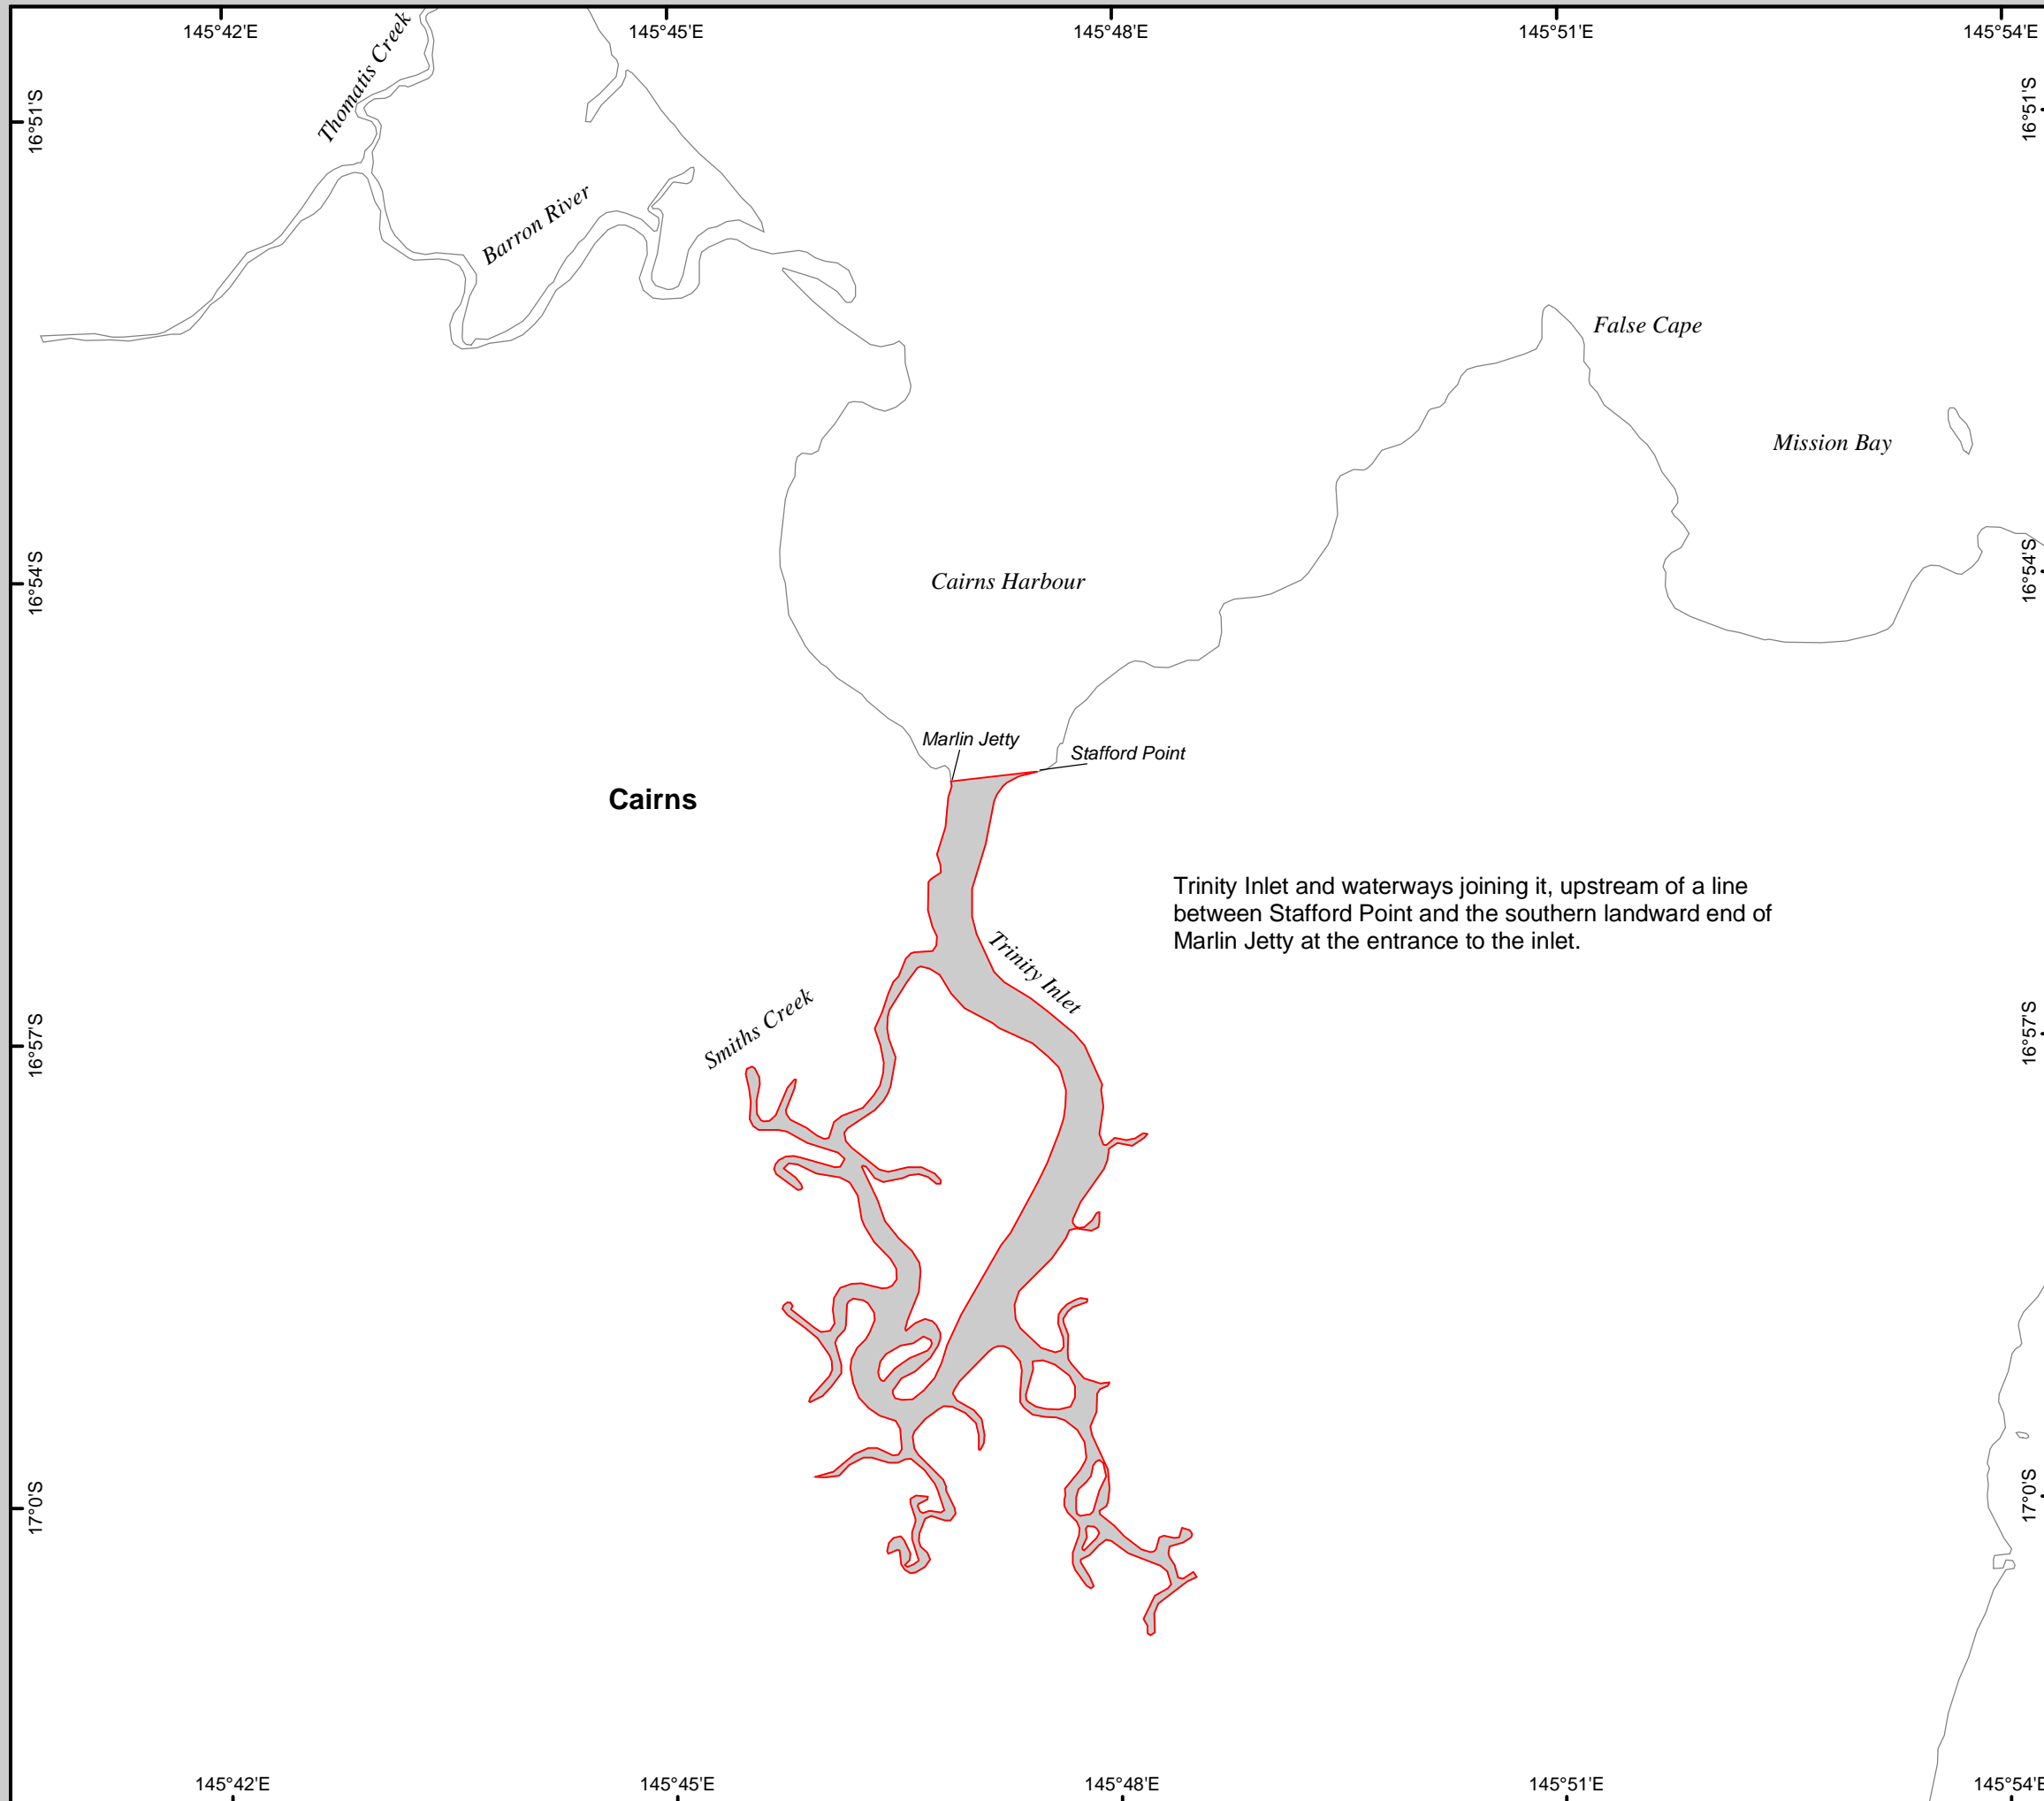 145°42'E
145°45'E
145°48'E
145°51'E
145°54'E
Thomatis Creek
16°51'S
16°51'S
Barron River
False Cape
Mission Bay
16°54'S
Cairns Harbour
16°54'S
Marlin Jetty
Stafford Point
Cairns
Trinity Inlet and waterways joining it, upstream of a line
between Stafford Point and the southern landward end of
Marlin Jetty at the entrance to the inlet.
Trinity Inlet
Smiths Creek
16°57'S
16°57'S
17°0'S
17°0'S
145°42'E
145°45'E
145°48'E
145°51'E
145°54'E